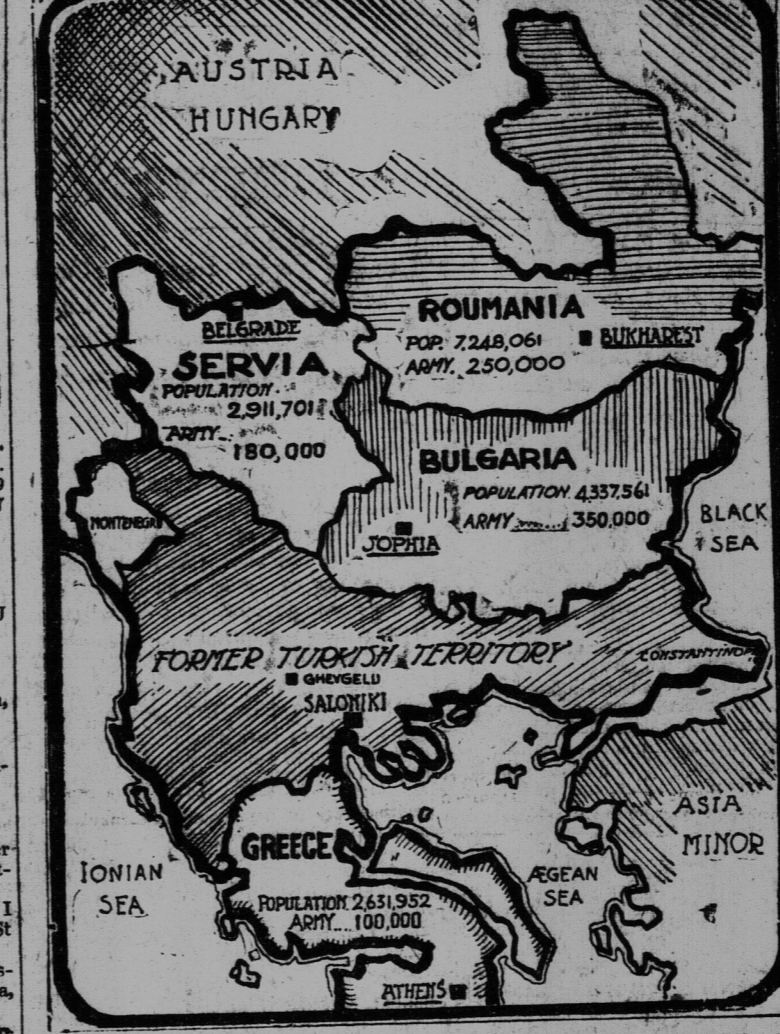 AUSTRIA
HUNGARY
ROUMANIA
POP. 7,248,061
ARMY. 250,000
BUKHAREST
BELGRADE
SERVIA
POPULATION
2,911,701
ARMY
180,000
BULGARIA
POPULATION 4,337,561
ARMY 350,000
JOPHIA
MONTENEGRO
BLACK
SEA
FORMER TURKISH TERRITORY
CONSTANTINOPLE
GHEVGELU
SALONIKI
GREECE
POPULATION 2,631,952
ARMY... 100,000
ATHENS
IONIAN
SEA
ÆGEAN
SEA
ASIA
MINOR